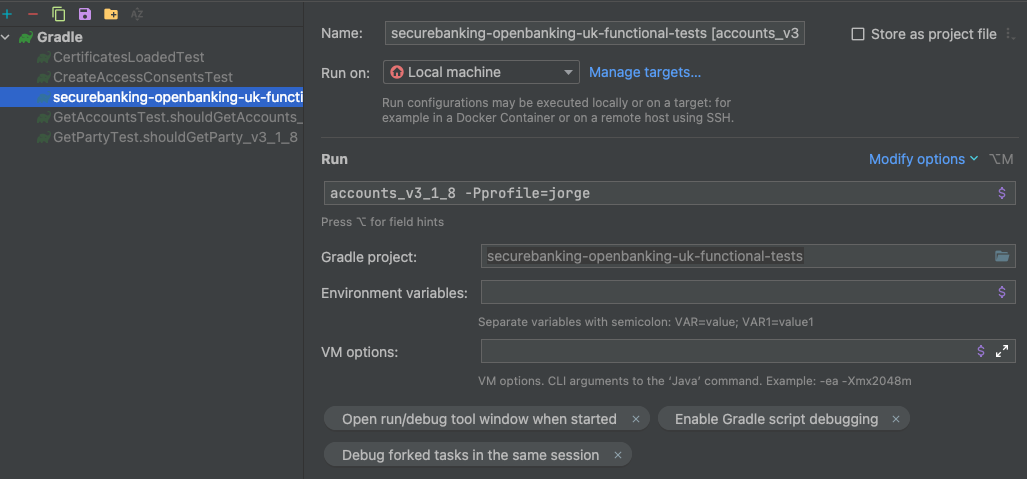 Gradle
CertificatesLoadedTest
CreateAccessConsentsTest
securebanking-openbanking-uk-functi
GetAccountsTest.shouldGetAccounts_
GetPartyTest.shouldGetParty_v3_1_8
Name: securebanking-openbanking-uk-functional-tests [accounts_v3 Store as project file
Run on: Local machine Manage targets...
Run configurations may be executed locally or on a target: for
example in a Docker Container or on a remote host using SSH.
Run Modify options ⌥M
accounts_v3_1_8 -Pprofile=jorge $
Press ⌥ for field hints
Gradle project: securebanking-openbanking-uk-functional-tests
Environment variables: $
Separate variables with semicolon: VAR=value; VAR1=value1
VM options: $
VM options. CLI arguments to the ‘Java’ command. Example: -ea -Xmx2048m
Open run/debug tool window when started × Enable Gradle script debugging ×
Debug forked tasks in the same session ×